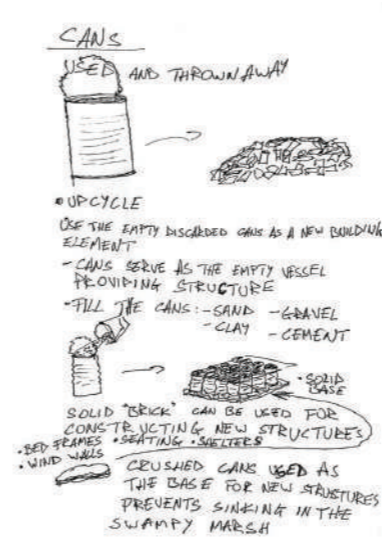 CANS
USED AND THROWN AWAY
• UPCYCLE
USE THE EMPTY DISCARDED CANS AS A NEW BUILDING
ELEMENT
- CANS SERVE AS THE EMPTY VESSEL
PROVIDING STRUCTURE
• FILL THE CANS: - SAND - GRAVEL
- CLAY - CEMENT
• SOLID
BASE
SOLID "BRICK" CAN BE USED FOR
CONSTRUCTING NEW STRUCTURES
• BED FRAMES • SEATING • SHELTERS
• WIND WALLS
CRUSHED CANS USED AS
THE BASE FOR NEW STRUCTURES
PREVENTS SINKING IN THE
SWAMPY MARSH